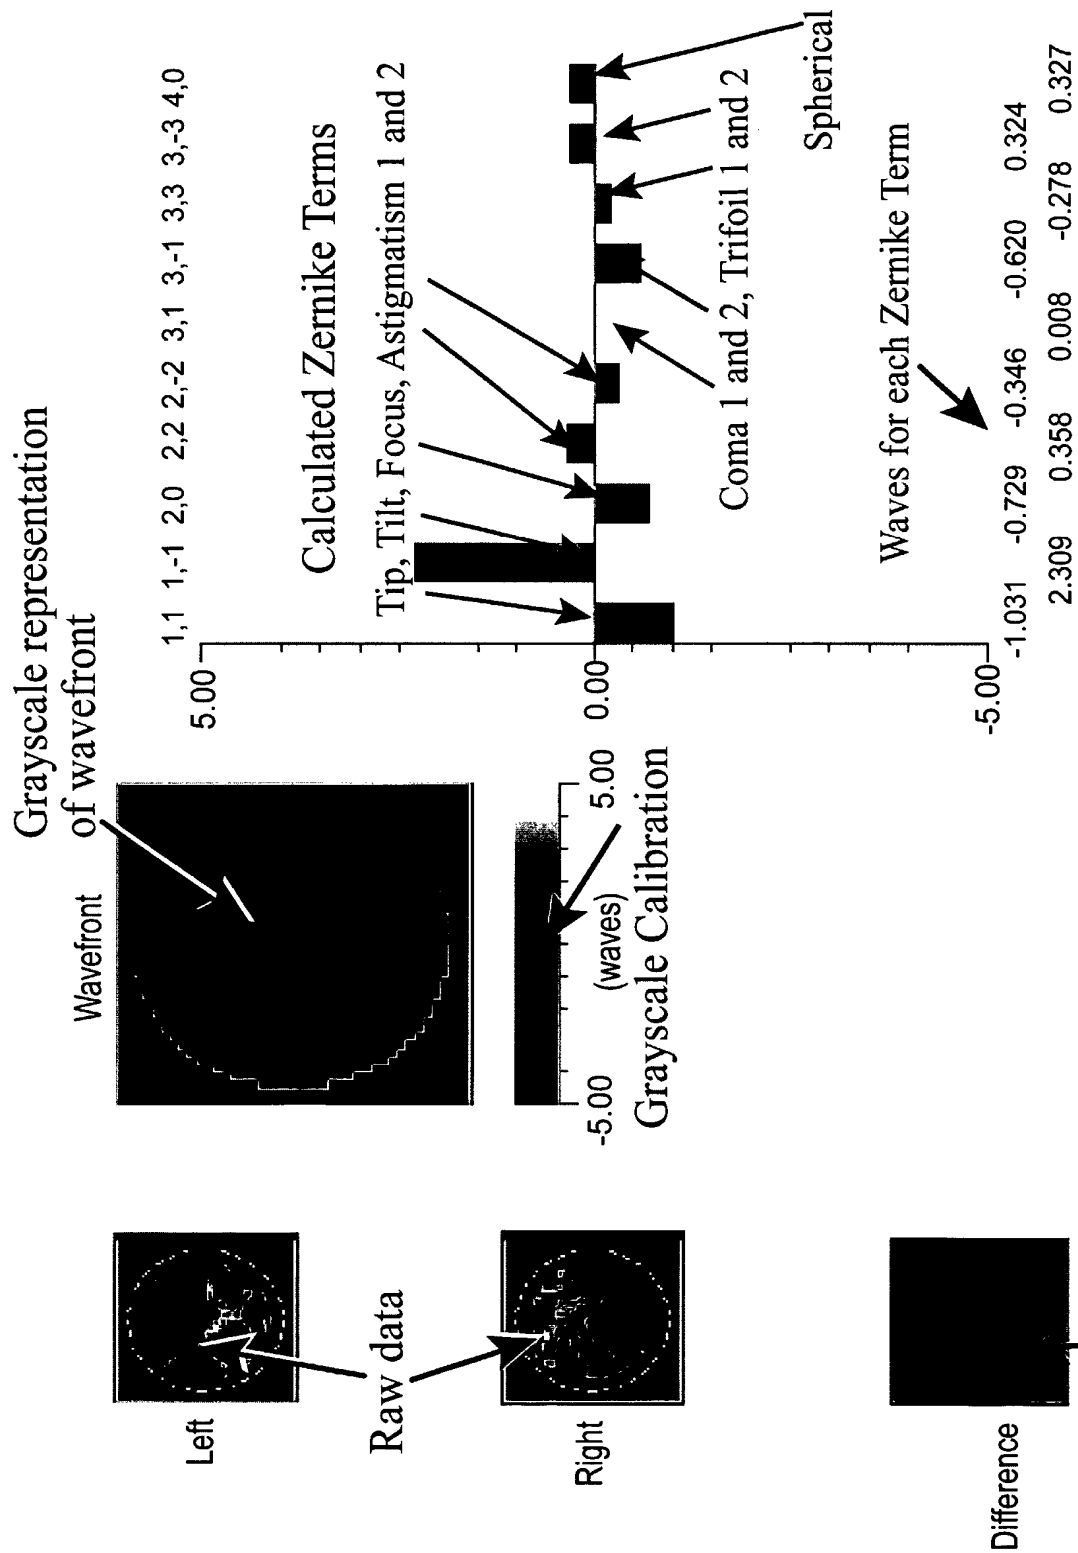 Grayscale representation
of wavefront
Left
Raw data
Right
Difference
Wavefront
-5.00
(waves)
5.00
Grayscale Calibration
1,1
1,-1
2,0
2,2
2,-2
3,1
3,-1
3,3
3,-3
4,0
Calculated Zernike Terms
Tip, Tilt, Focus, Astigmatism 1 and 2
5.00
0.00
-5.00
Coma 1 and 2, Trifoil 1 and 2
Spherical
Waves for each Zernike Term
-1.031
2.309
-0.729
0.358
-0.346
0.008
-0.620
-0.278
0.324
0.327